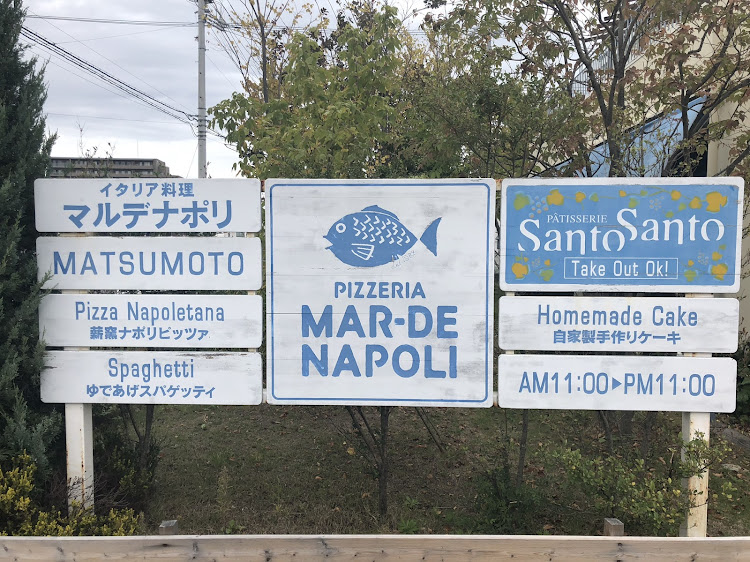 イタリア料理
マルデナポリ
MATSUMOTO
Pizza Napoletana
薪窯ナポリピッツァ
Spaghetti
ゆであげスパゲッティ
PIZZERIA
MAR-DE
NAPOLI
PÂTISSERIE
SantoSanto
Take Out Ok!
Homemade Cake
自家製手作りケーキ
AM11:00▶PM11:00